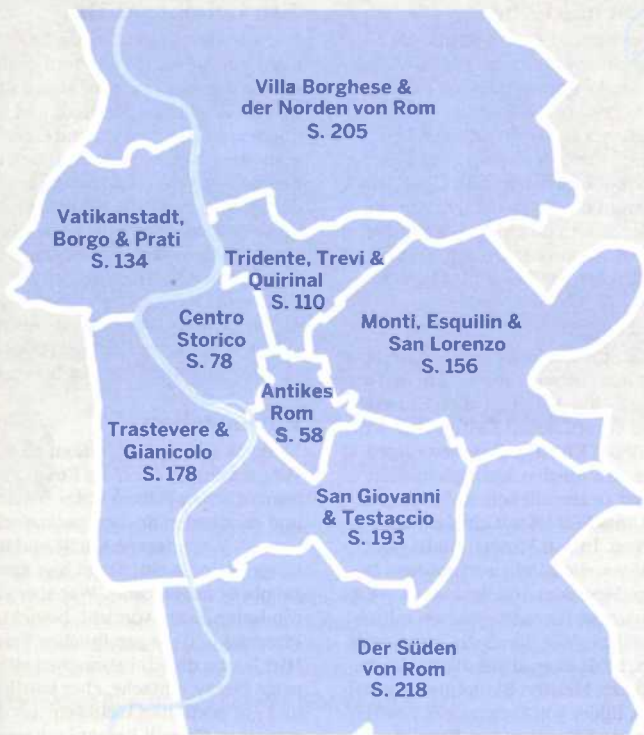 Villa Borghese &
der Norden von Rom
S. 205
Vatikanstadt,
Borgo & Prati
S. 134
Tridente, Trevi &
Quirinal
S. 110
Centro
Storico
S. 78
Monti, Esquilin &
San Lorenzo
S. 156
Antikes
Rom
S. 58
Trastevere &
Gianicolo
S. 178
San Giovanni
& Testaccio
S. 193
Der Süden
von Rom
S. 218